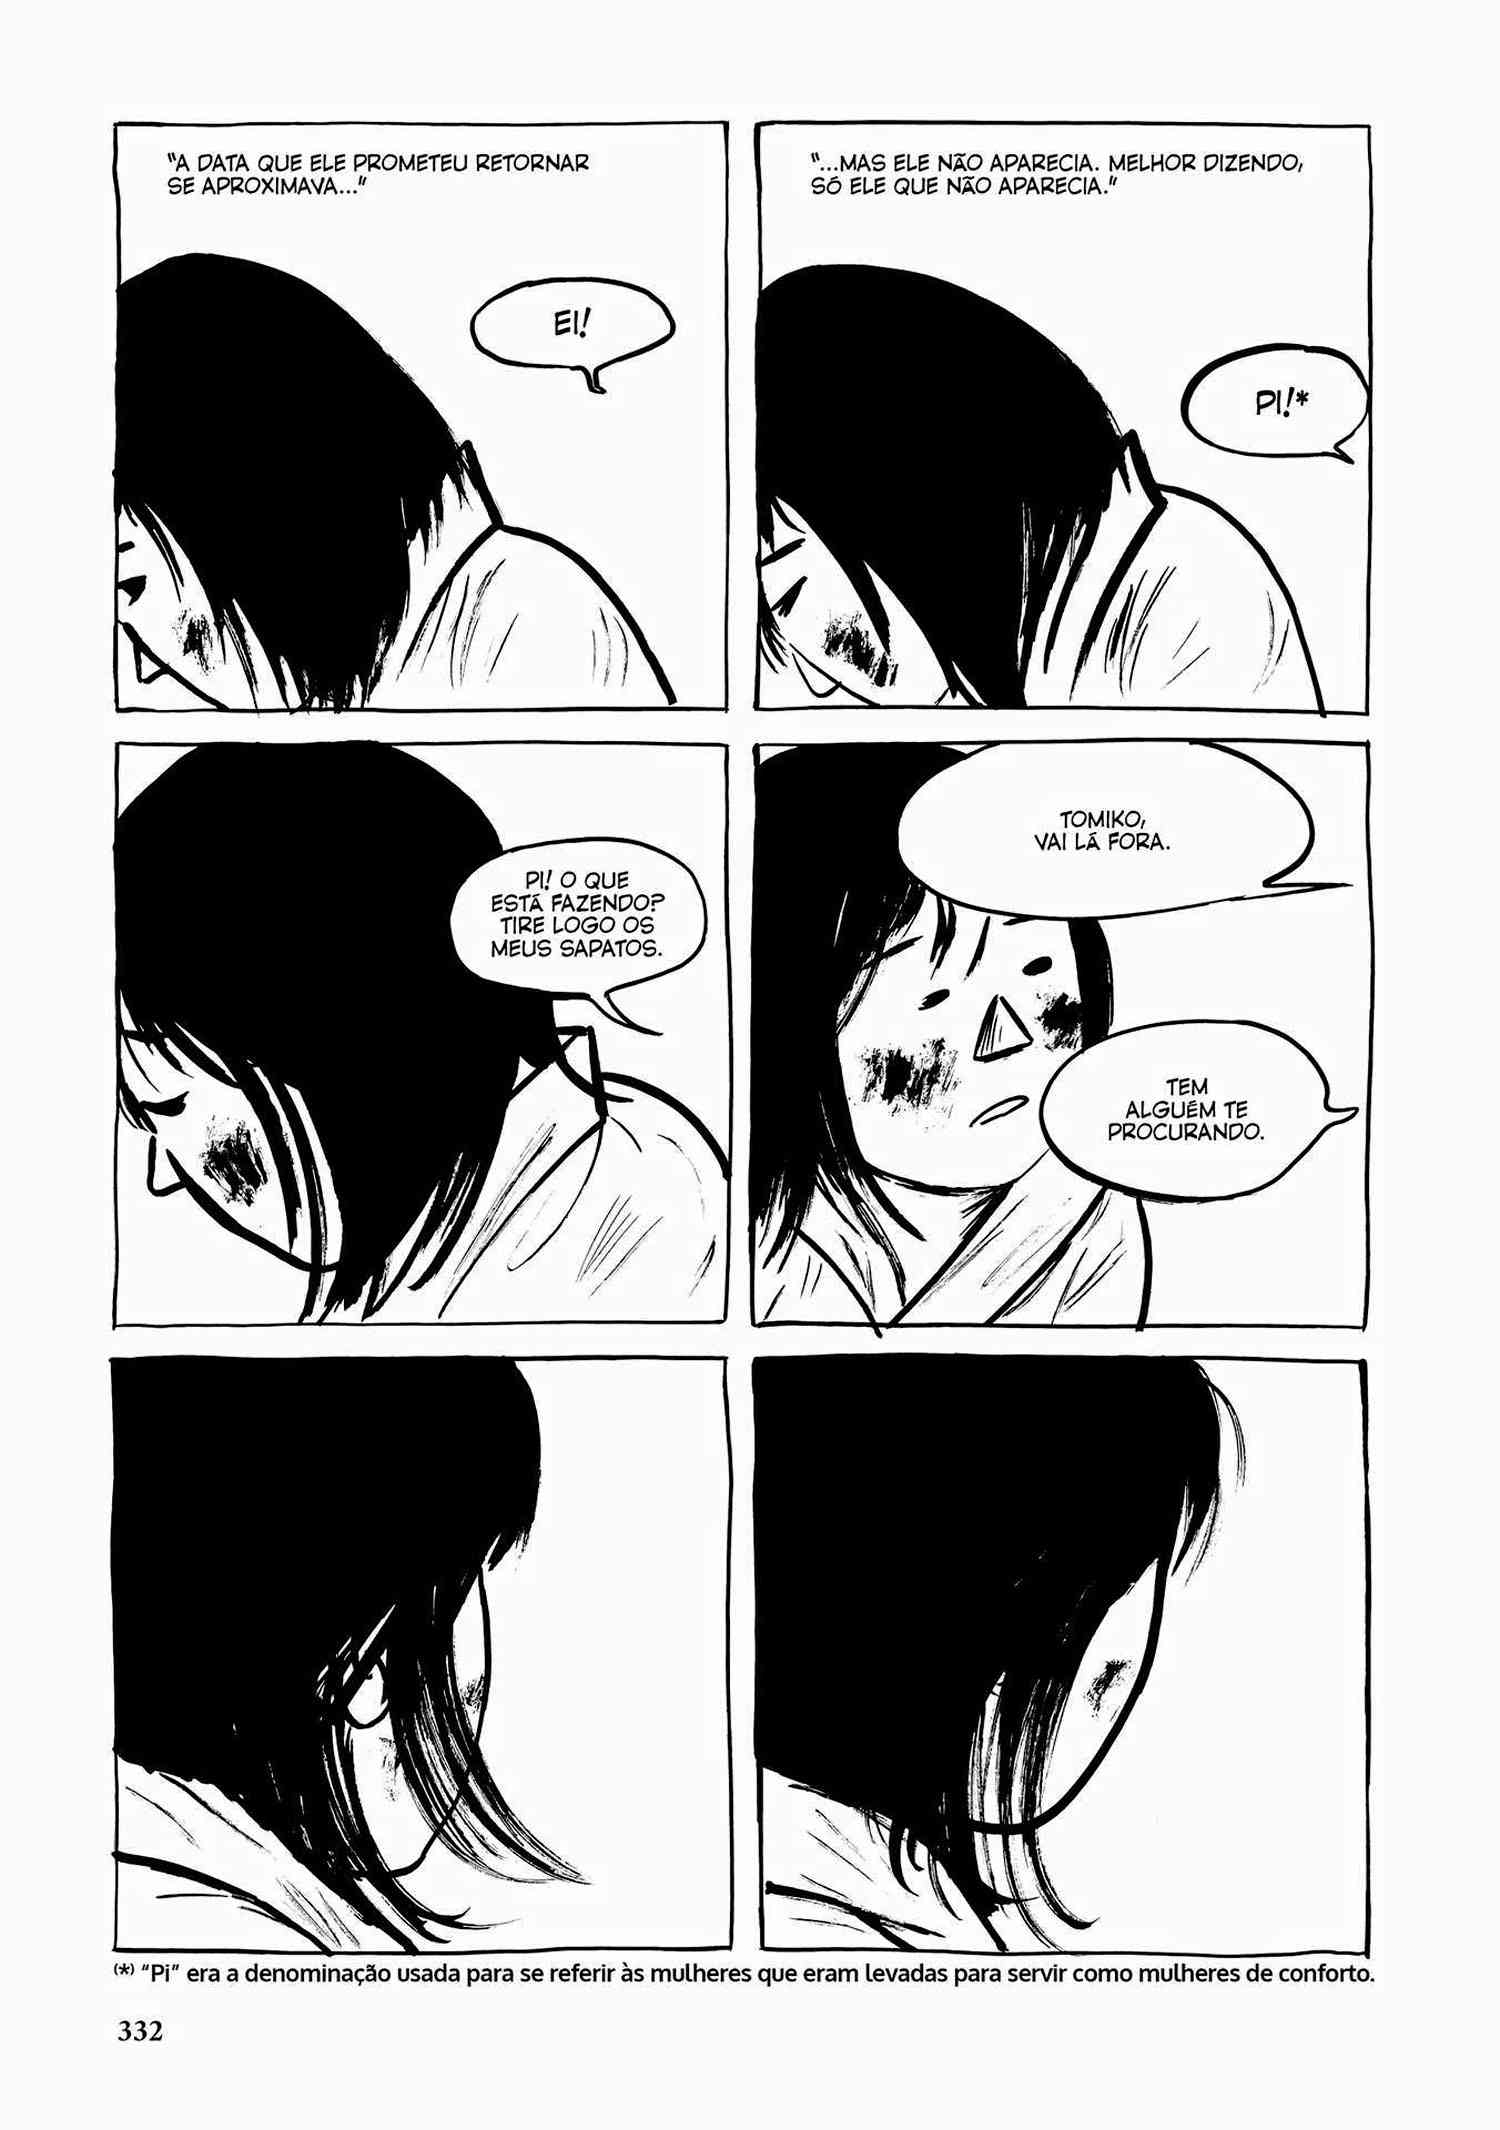 "A DATA QUE ELE PROMETEU RETORNAR
SE APROXIMAVA..."
EI!
"...MAS ELE NÃO APARECIA. MELHOR DIZENDO,
SÓ ELE QUE NÃO APARECIA."
PI!*
PI! O QUE
ESTÁ FAZENDO?
TIRE LOGO OS
MEUS SAPATOS.
TOMIKO,
VAI LÁ FORA.
TEM
ALGUÉM TE
PROCURANDO.
(*) "Pi" era a denominação usada para se referir às mulheres que eram levadas para servir como mulheres de conforto.
332